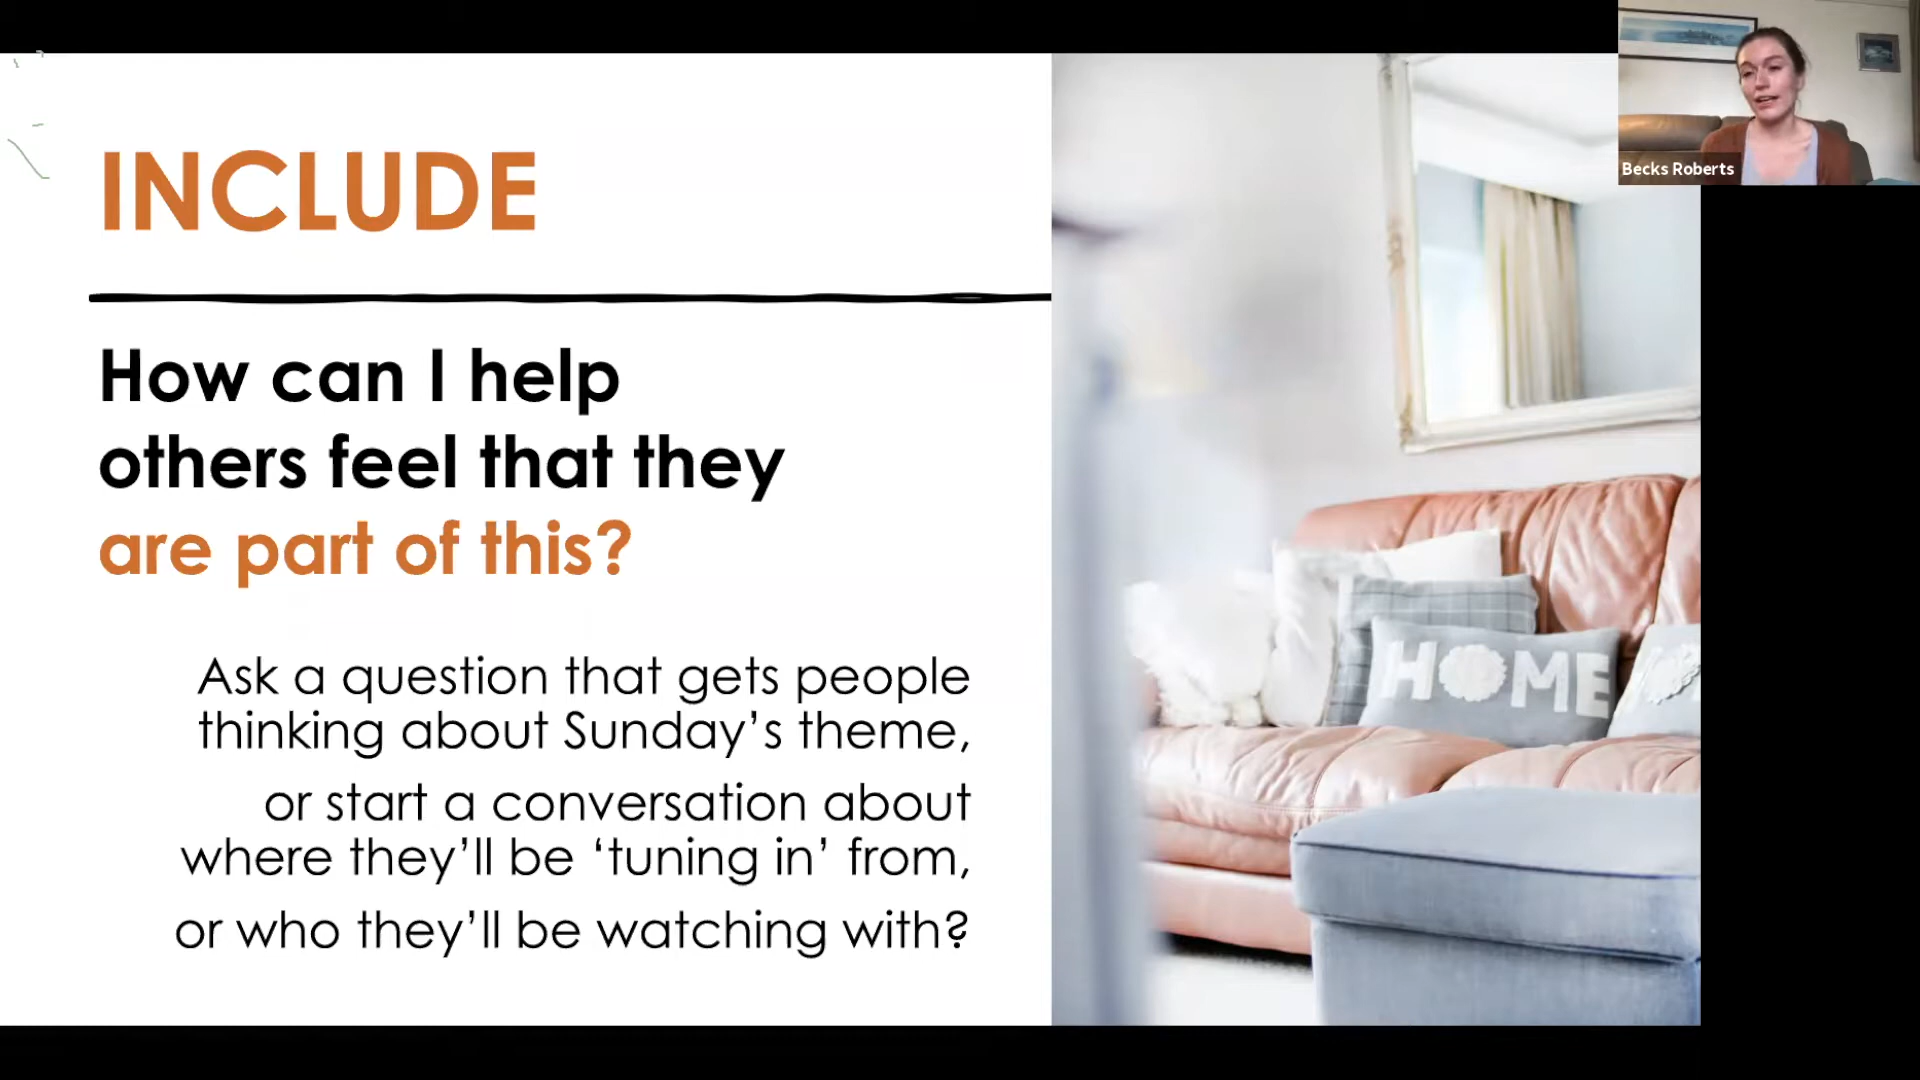 INCLUDE
How can I help
others feel that they
are part of this?
Ask a question that gets people
thinking about Sunday’s theme,
or start a conversation about
where they’ll be ‘tuning in’ from,
or who they’ll be watching with?
HOME
Becks Roberts